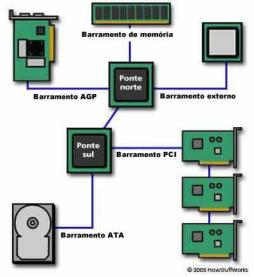 Barramento de memória
Ponte
norte
Barramento AGP
Barramento externo
Ponte
sul
Barramento PCI
Barramento ATA
© 2005 HowStuffWorks